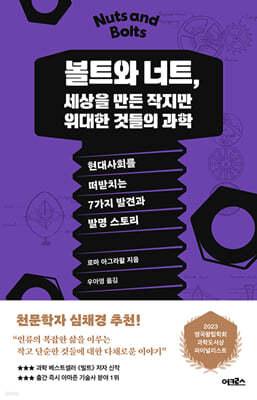 Nuts and
Bolts
볼트와 너트,
세상을 만든 작지만
위대한 것들의 과학
현대사회를
떠받치는
7가지 발견과
발명 스토리
로마 아그라왈 지음
우아영 옮김
천문학자 심채경 추천!
“인류의 복잡한 삶을 이루는
작고 단순한 것들에 대한 다채로운 이야기”
★★★ 과학 베스트셀러 《빌트》 저자 신작
★★★ 출간 즉시 아마존 기술사 분야 1위
2023
영국왕립학회
과학도서상
파이널리스트
어크로스